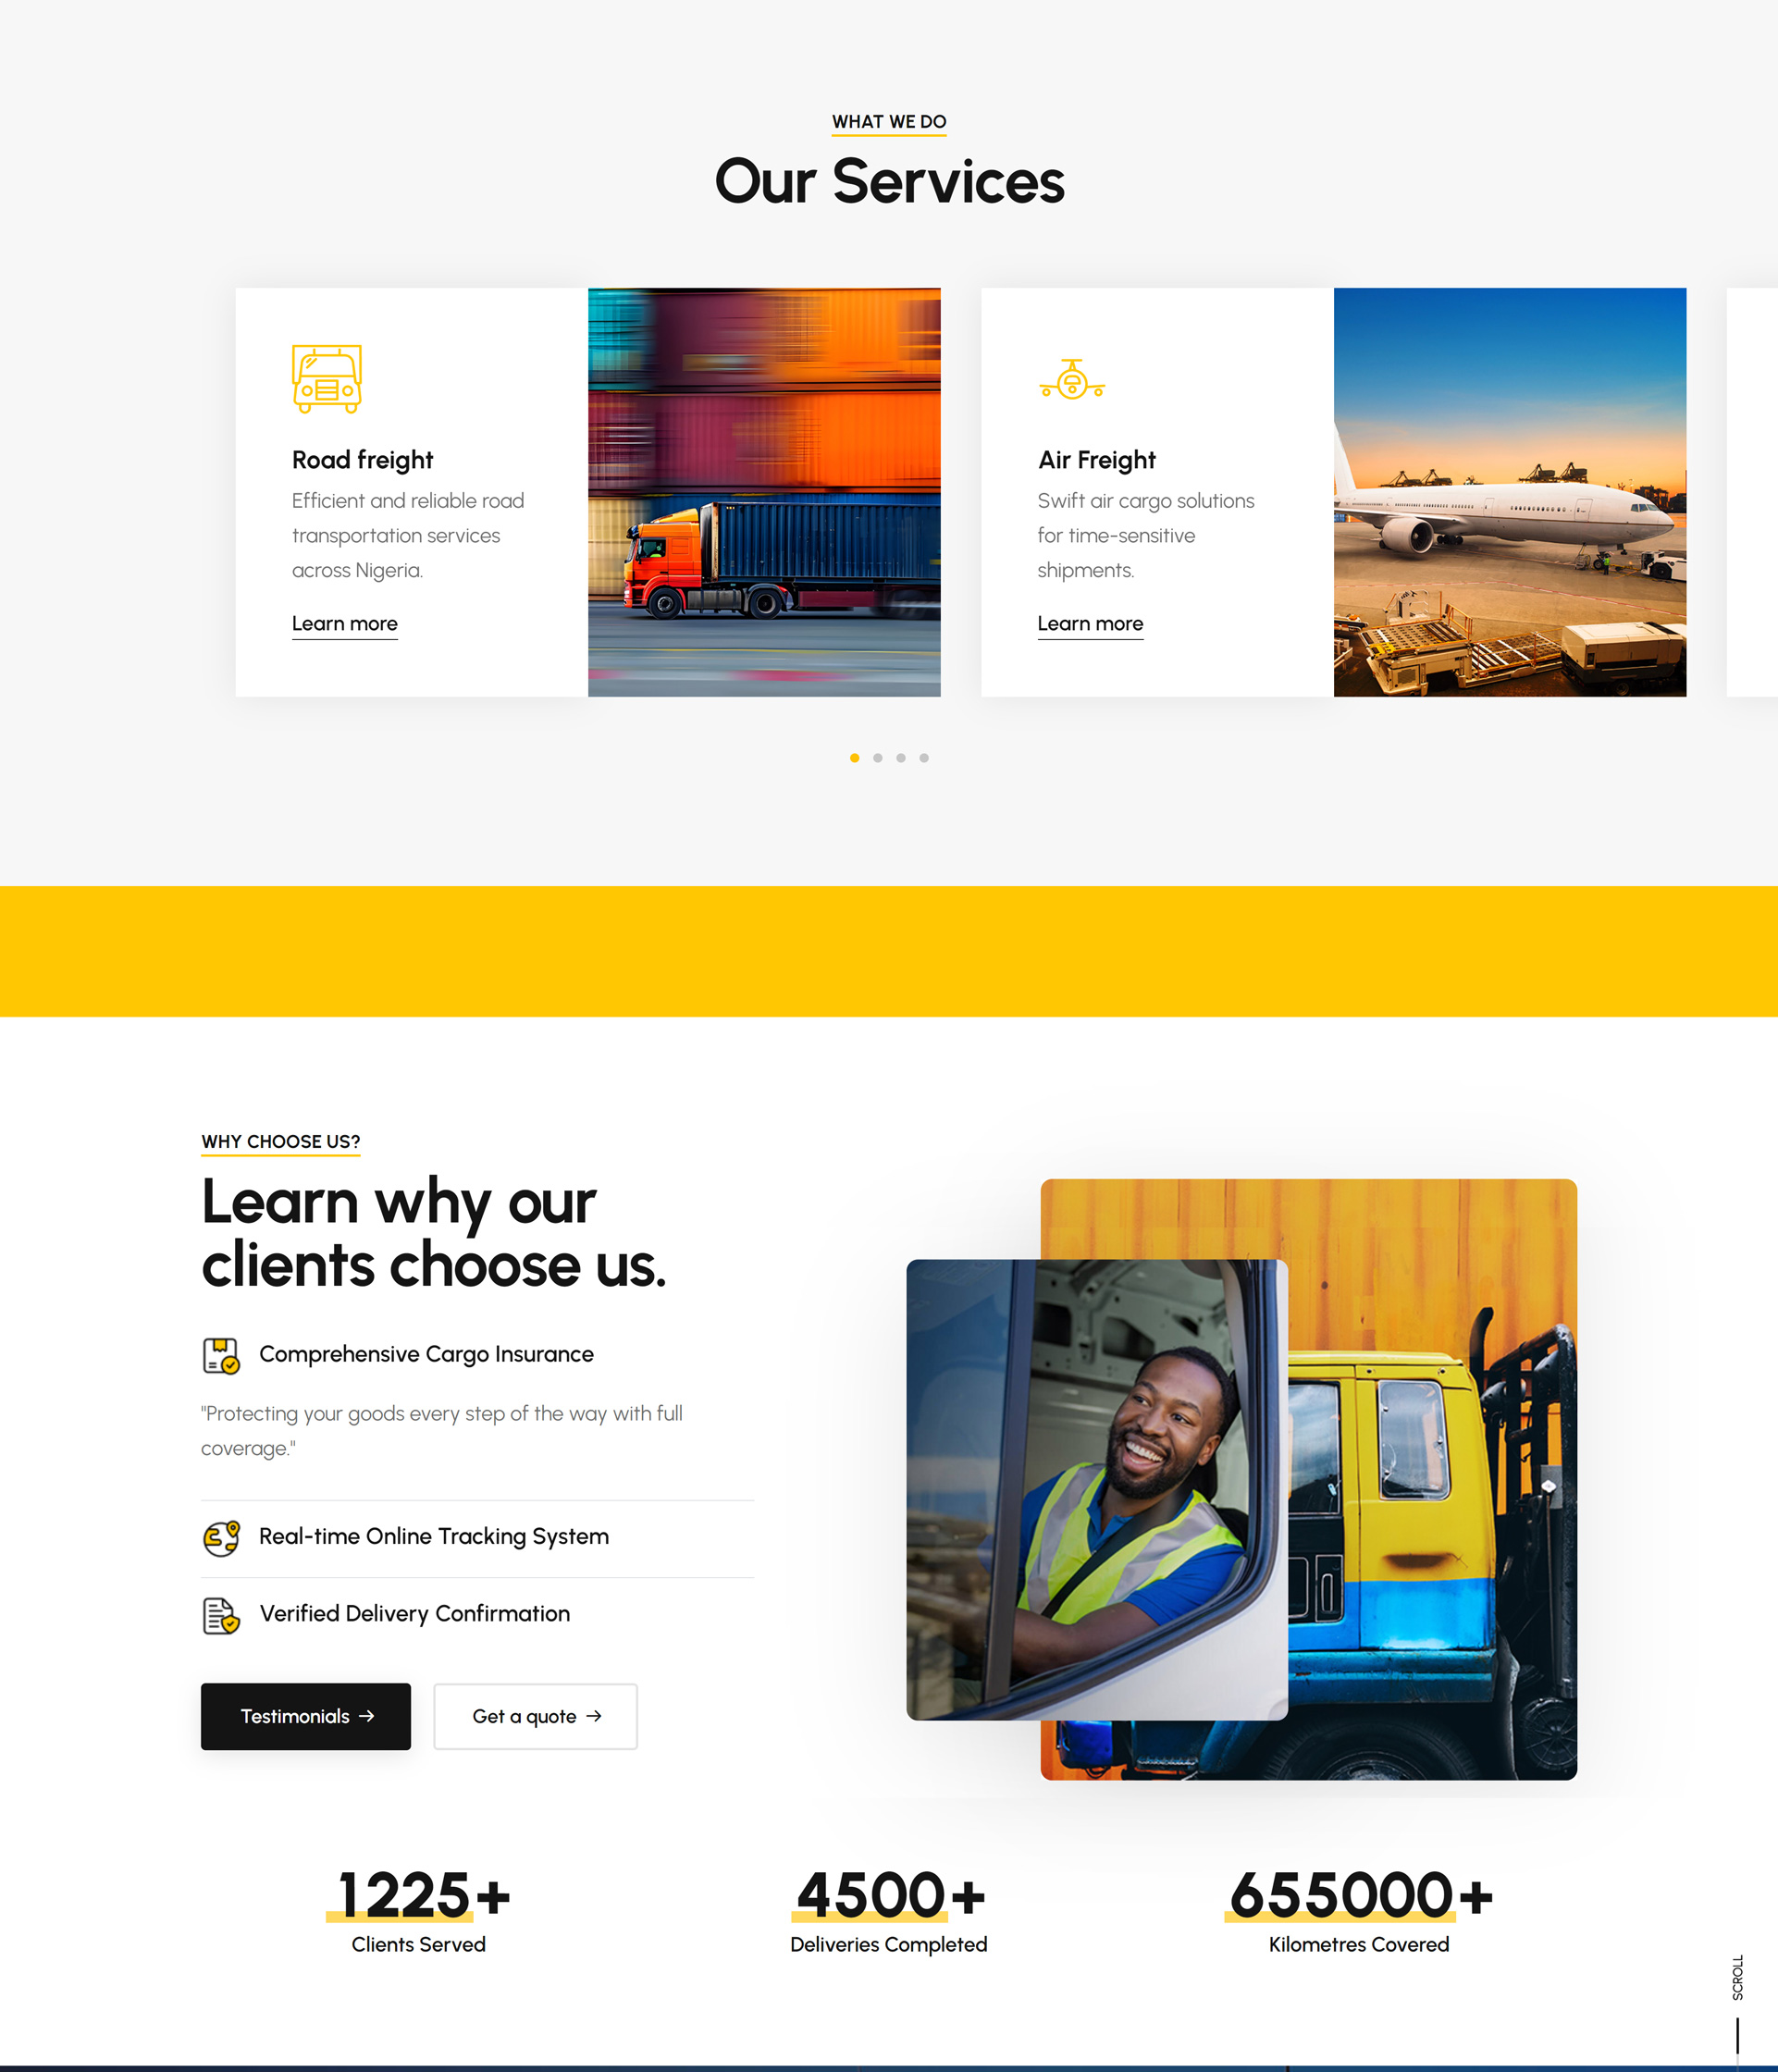 WHAT WE DO
Our Services
Road freight
Efficient and reliable road
transportation services
across Nigeria.
Learn more
Air Freight
Swift air cargo solutions
for time-sensitive
shipments.
Learn more
WHY CHOOSE US?
Learn why our
clients choose us.
Comprehensive Cargo Insurance
"Protecting your goods every step of the way with full
coverage."
Real-time Online Tracking System
Verified Delivery Confirmation
Testimonials →
Get a quote →
1225+
Clients Served
4500+
Deliveries Completed
655000+
Kilometres Covered
SCROLL